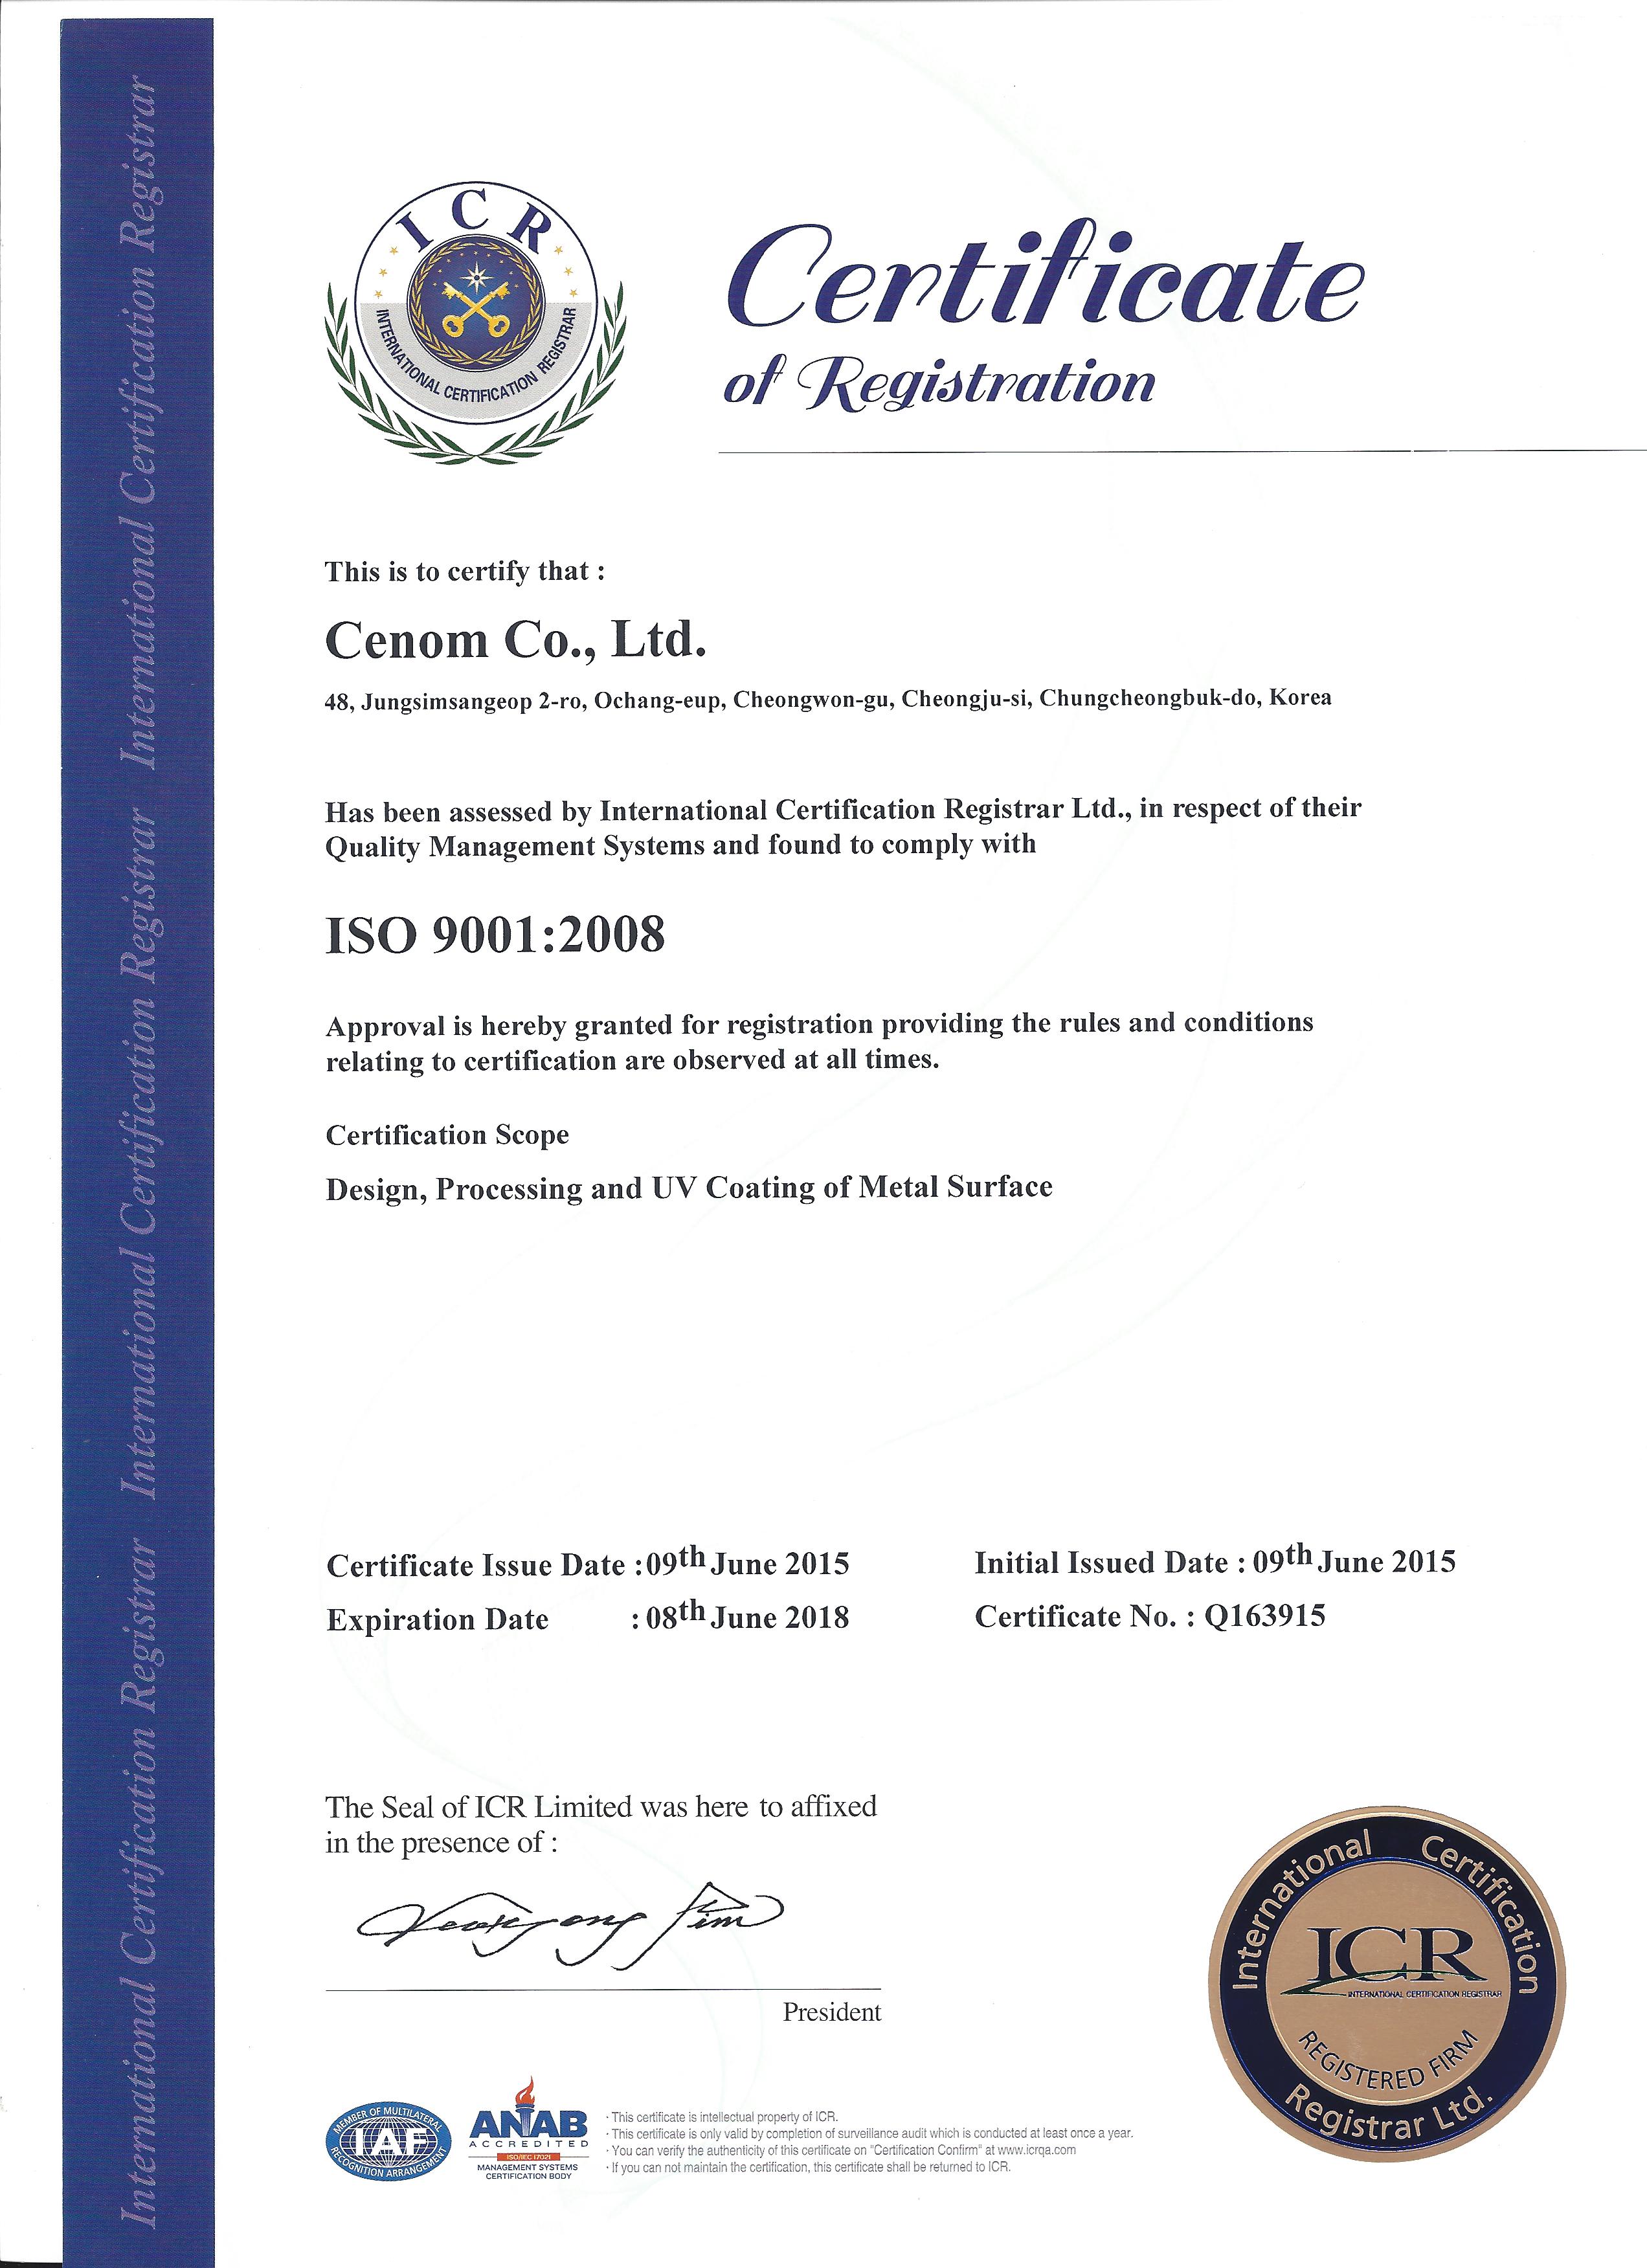 International Certification Registrar International Certification Registrar International Certification Registrar
ICR
INTERNATIONAL CERTIFICATION REGISTRAR
Certificate
of Registration
This is to certify that :
Cenom Co., Ltd.
48, Jungsimsangeop 2-ro, Ochang-eup, Cheongwon-gu, Cheongju-si, Chungcheongbuk-do, Korea
Has been assessed by International Certification Registrar Ltd., in respect of their
Quality Management Systems and found to comply with
ISO 9001:2008
Approval is hereby granted for registration providing the rules and conditions
relating to certification are observed at all times.
Certification Scope
Design, Processing and UV Coating of Metal Surface
Certificate Issue Date : 09th June 2015 Initial Issued Date : 09th June 2015
Expiration Date : 08th June 2018 Certificate No. : Q163915
The Seal of ICR Limited was here to affixed
in the presence of :
President
International Certification
ICR
INTERNATIONAL CERTIFICATION REGISTRAR
REGISTERED FIRM
Registrar Ltd.
MEMBER OF MULTILATERAL
IAF
RECOGNITION ARRANGEMENT
ANAB
ACCREDITED
ISO/IEC 17021
MANAGEMENT SYSTEMS
CERTIFICATION BODY
· This certificate is intellectual property of ICR.
· This certificate is only valid by completion of surveillance audit which is conducted at least once a year.
· You can verify the authenticity of this certificate on "Certification Confirm" at www.icrqa.com
· If you can not maintain the certification, this certificate shall be returned to ICR.